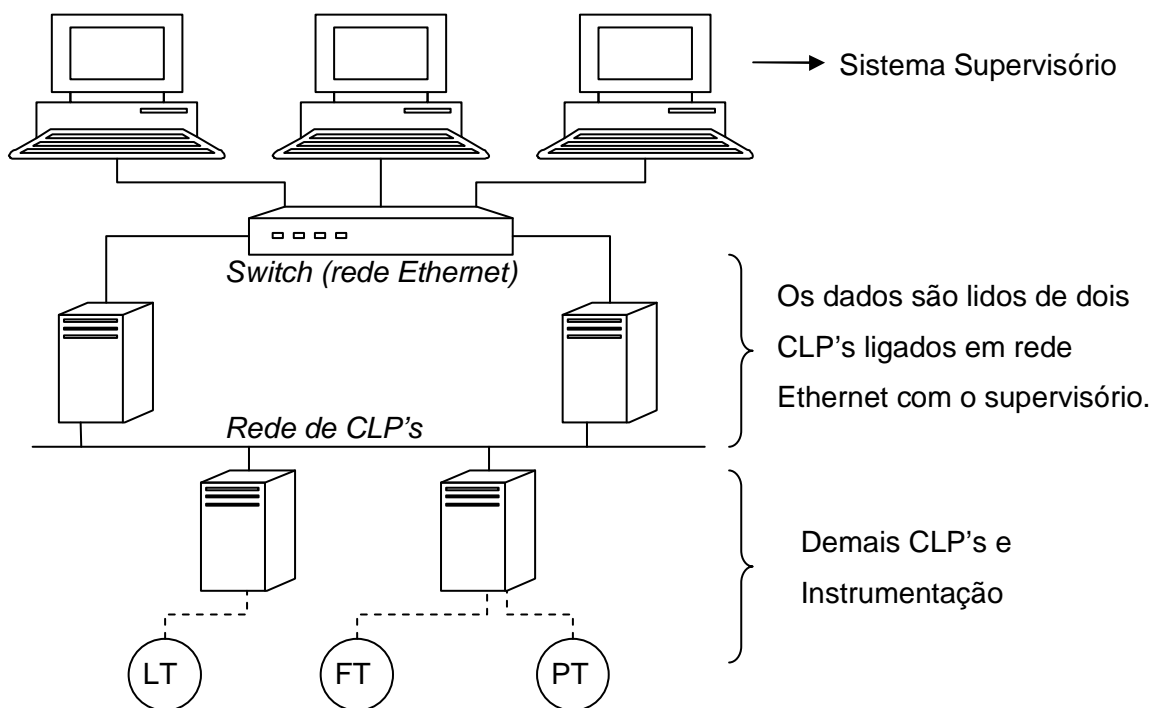 Sistema Supervisório
Switch (rede Ethernet)
Os dados são lidos de dois
CLP's ligados em rede
Ethernet com o supervisório.
Rede de CLP's
Demais CLP's e
Instrumentação
LT
FT
PT